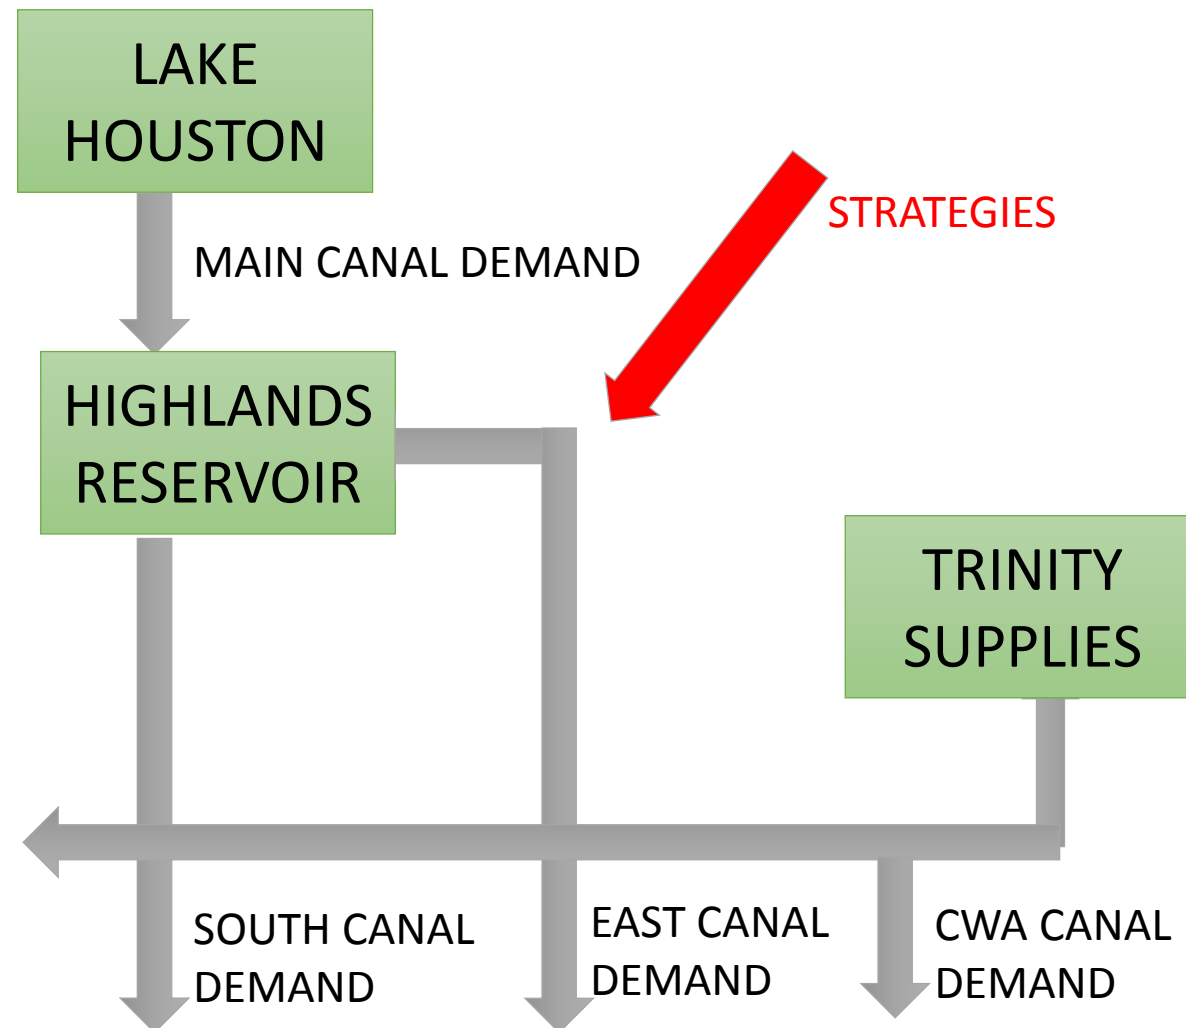 LAKE
HOUSTON
STRATEGIES
MAIN CANAL DEMAND
HIGHLANDS
RESERVOIR
TRINITY
SUPPLIES
SOUTH CANAL
DEMAND
EAST CANAL
DEMAND
CWA CANAL
DEMAND